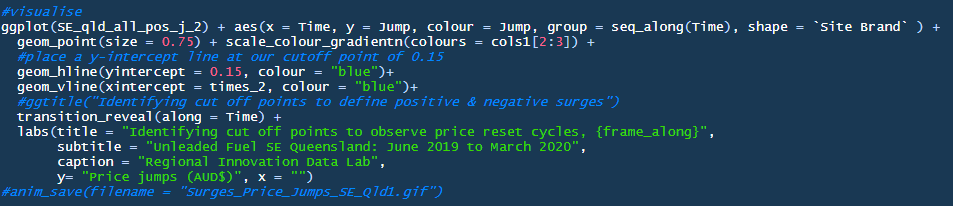 #visualise
ggplot(SE_qld_all_pos_j_2) + aes(x = Time, y = Jump, colour = Jump, group = seq_along(Time), shape = `Site Brand` ) +
  geom_point(size = 0.75) + scale_colour_gradientn(colours = cols1[2:3]) +
  #place a y-intercept line at our cutoff point of 0.15
  geom_hline(yintercept = 0.15, colour = "blue")+
  geom_vline(xintercept = times_2, colour = "blue")+
  #ggtitle("Identifying cut off points to define positive & negative surges")
  transition_reveal(along = Time) +
  labs(title = "Identifying cut off points to observe price reset cycles, {frame_along}",
       subtitle = "Unleaded Fuel SE Queensland: June 2019 to March 2020",
       caption = "Regional Innovation Data Lab",
       y= "Price jumps (AUD$)", x = "")
#anim_save(filename = "Surges_Price_Jumps_SE_Qld1.gif")